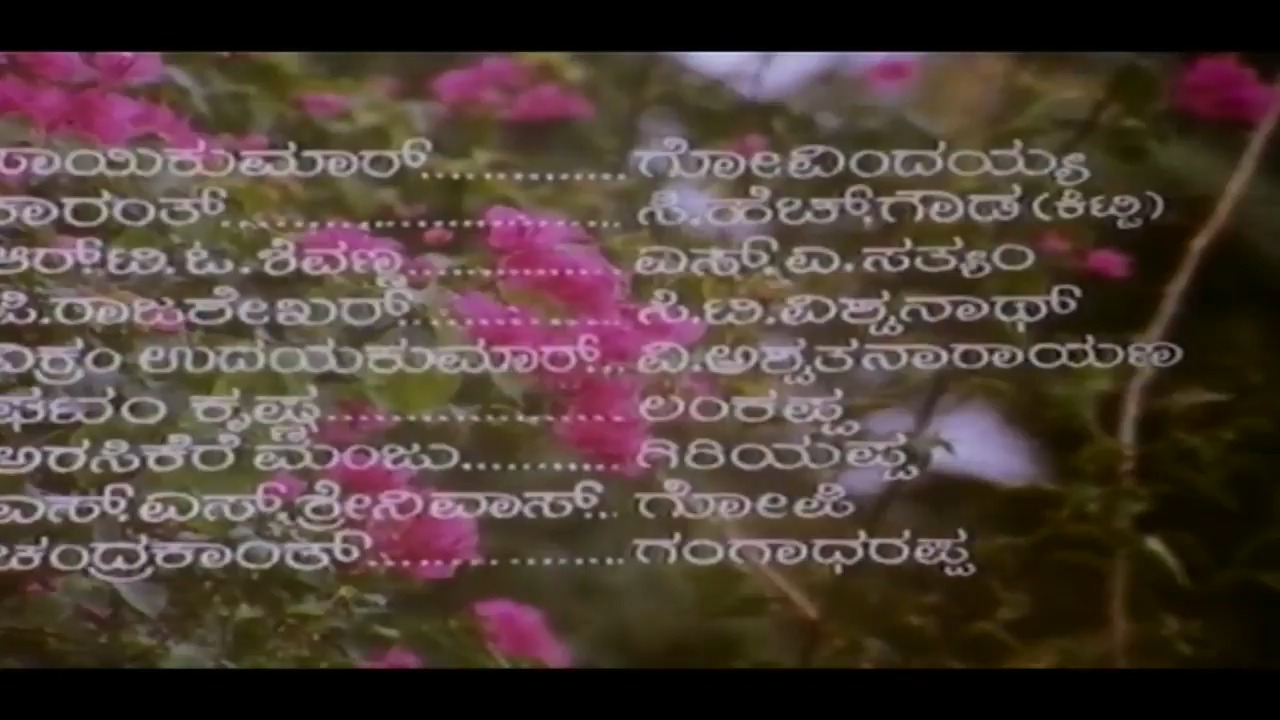 ಸಾಯಿಕುಮಾರ್.................... ಗೋವಿಂದಯ್ಯ
ಕಾರಂತ್........................... ಸಿ.ಹೆಚ್.ಗೌಡ (ಕಿಟ್ಟಿ)
ಆರ್.ಟಿ.ಓ.ಶಿವಣ್ಣ.............. ಎಸ್.ಎ.ಸತ್ಯಂ
ಪಿ.ರಾಜಶೇಖರ್............... ಸಿ.ಟಿ.ವಿಶ್ವನಾಥ್
ವಿಕ್ರಂ ಉದಯಕುಮಾರ್... ವಿ.ಅಶ್ವತನಾರಾಯಣ
ಕೃಷ್ಣ.................... ಲಂಕಪ್ಪ
ಅರಸಿಕೆರೆ ಮಂಜು.......... ಗಿರಿಯಪ್ಪ
ಎಸ್.ಎಸ್.ಶ್ರೀನಿವಾಸ್... ಗೋಪಿ
ಚಂದ್ರಕಾಂತ್................ ಗಂಗಾಧರಪ್ಪ